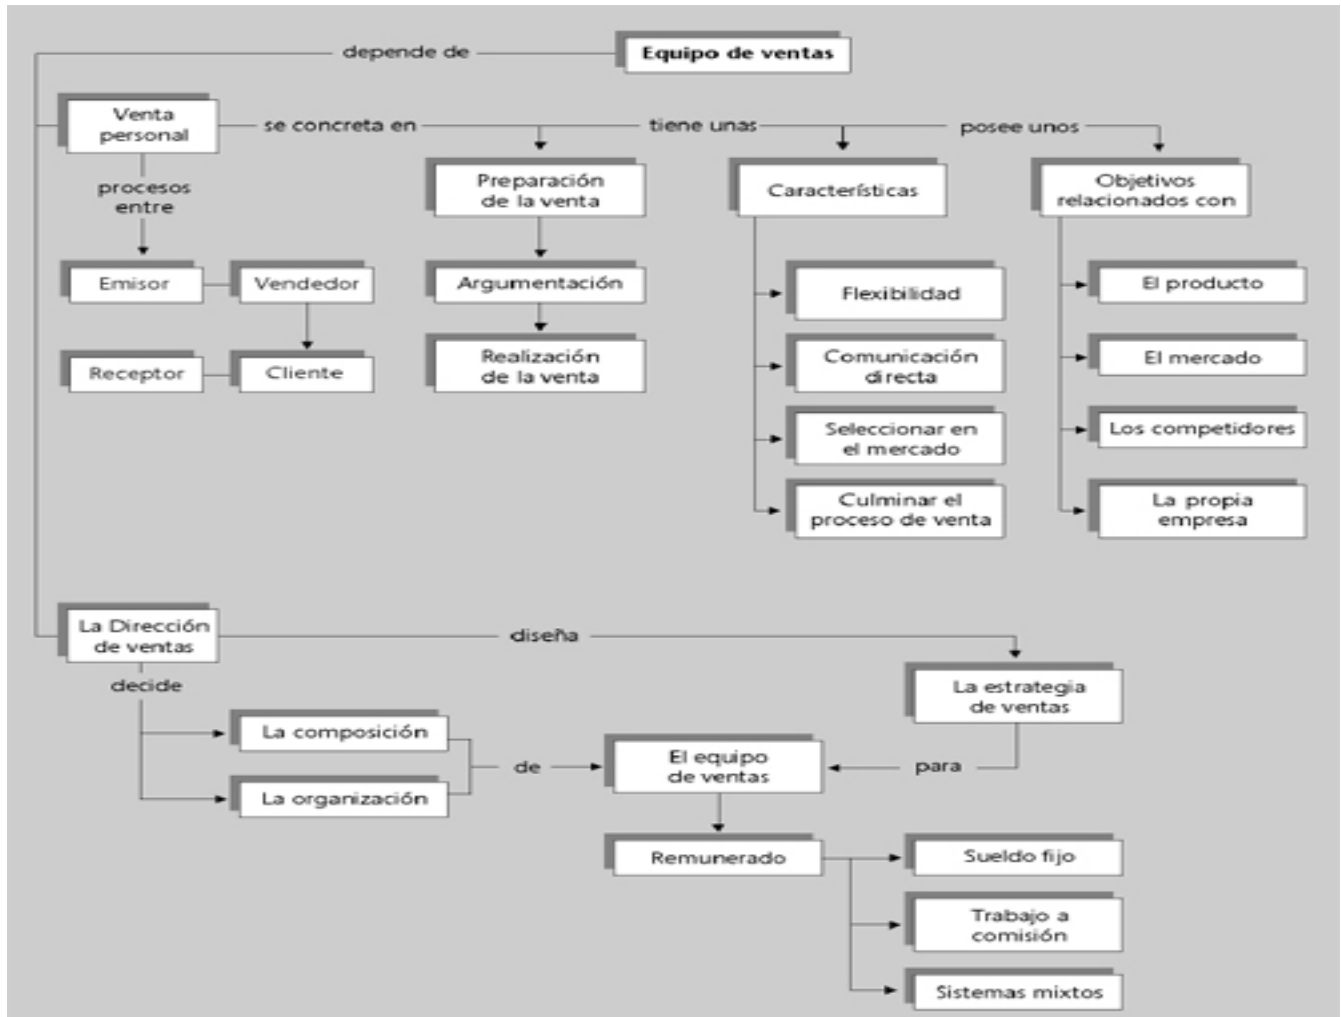 depende de
Equipo de ventas
Venta
personal
se concreta en
tiene unas
posee unos
procesos
entre
Preparación
de la venta
Características
Objetivos
relacionados con
Emisor
Vendedor
Argumentación
Flexibilidad
El producto
Receptor
Cliente
Realización
de la venta
Comunicación
directa
El mercado
Seleccionar en
el mercado
Los competidores
Culminar el
proceso de venta
La propia
empresa
La Dirección
de ventas
diseña
decide
La estrategia
de ventas
La composición
La organización
de
El equipo
de ventas
para
Remunerado
Sueldo fijo
Trabajo a
comisión
Sistemas mixtos